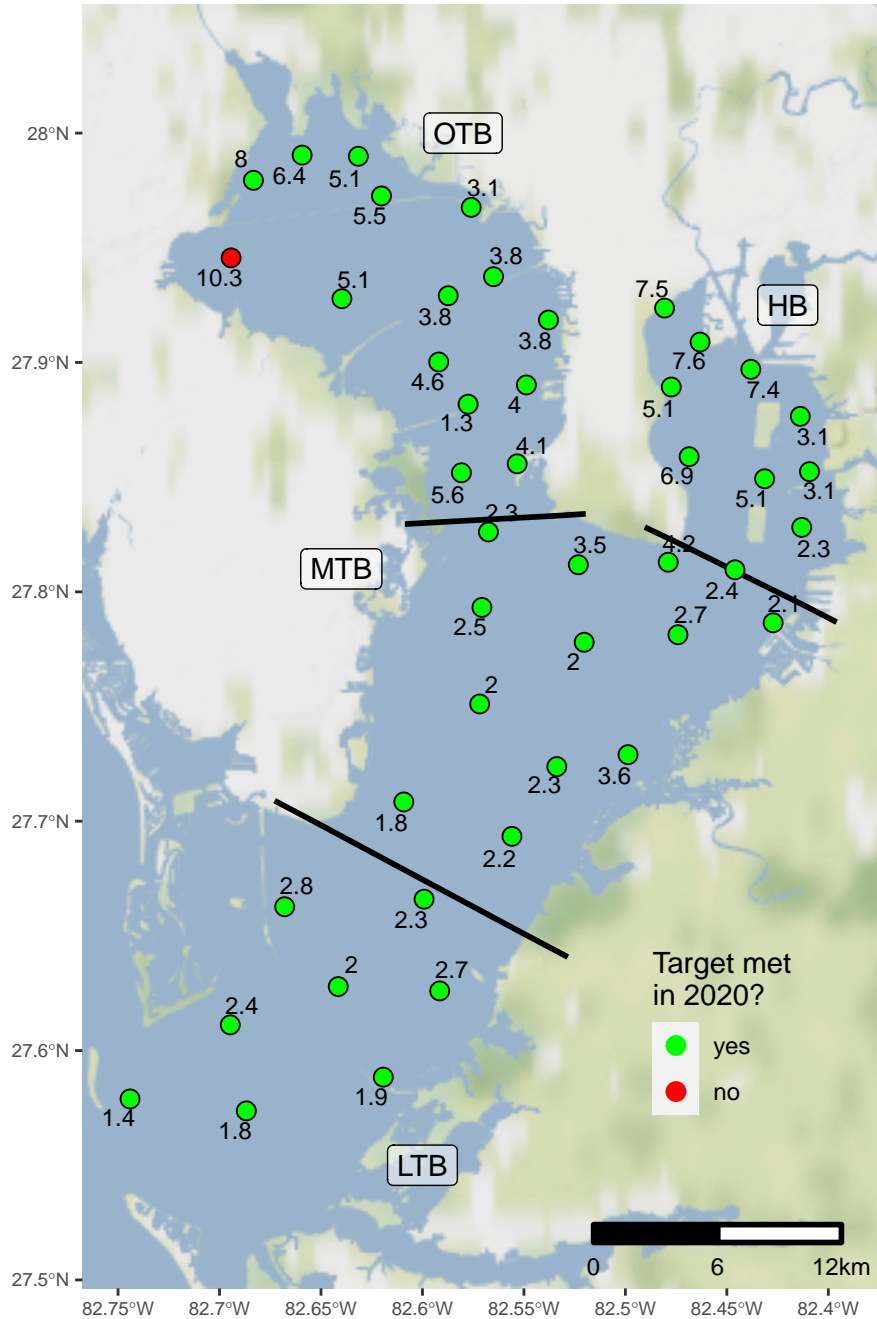 OTB
28°N
8
6.4
5.1
5.5
3.1
10.3
5.1
3.8
3.8
3.8
7.5
HB
7.6
7.4
27.9°N
4.6
4
5.1
1.3
3.1
4.1
5.6
6.9
5.1
3.1
2.3
2.3
MTB
3.5
4.2
27.8°N
2.4
2.1
2.5
2.7
2
2
2.3
3.6
27.7°N
1.8
2.2
2.8
2.3
2
2.7
Target met
in 2020?
2.4
yes
27.6°N
no
1.4
1.8
1.9
LTB
0
6
12km
27.5°N
82.75°W
82.7°W
82.65°W
82.6°W
82.55°W
82.5°W
82.45°W
82.4°W